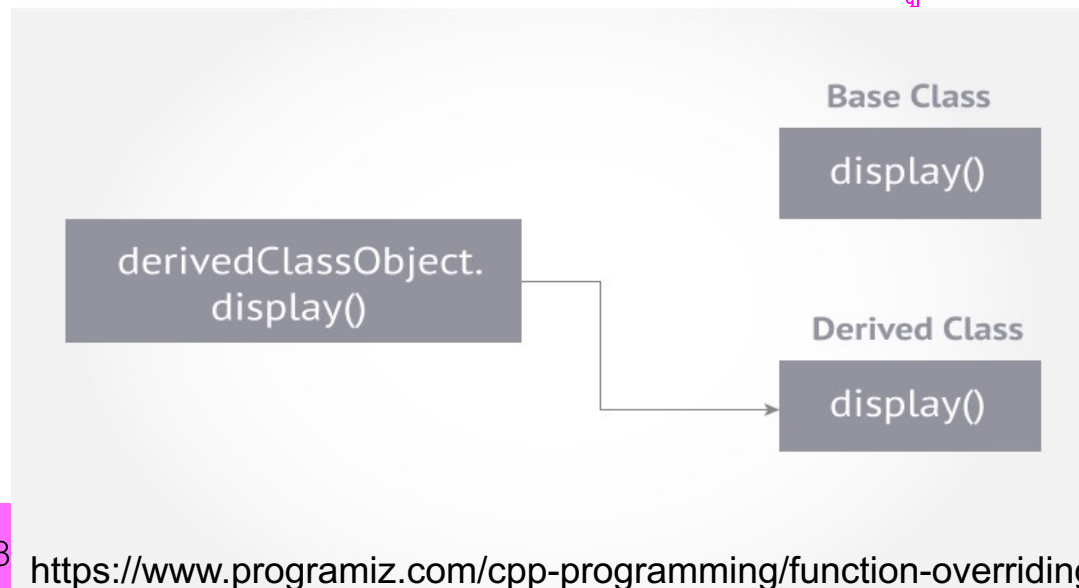 Base Class
display()
derivedClassObject.
display()
Derived Class
display()
https://www.programiz.com/cpp-programming/function-overriding